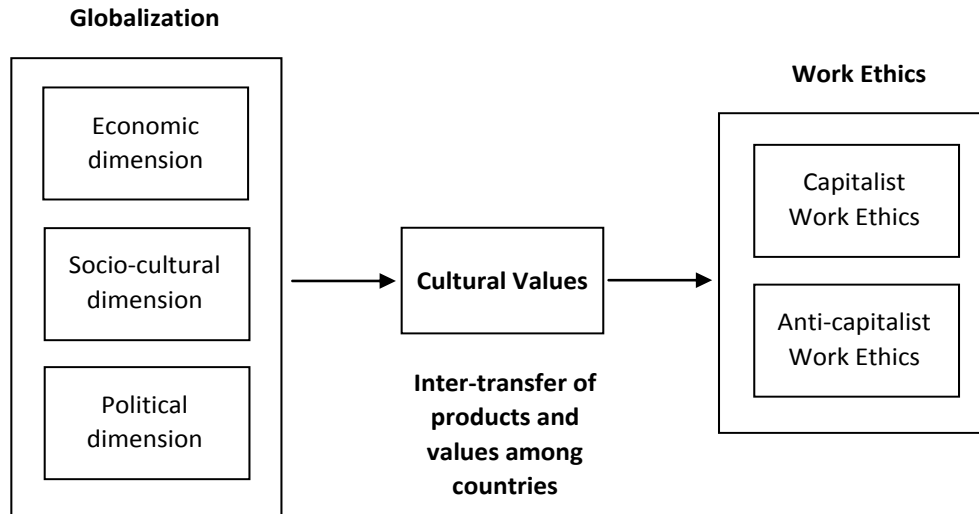 Globalization
Economic
dimension
Socio-cultural
dimension
Political
dimension
Cultural Values
Inter-transfer of
products and
values among
countries
Work Ethics
Capitalist
Work Ethics
Anti-capitalist
Work Ethics